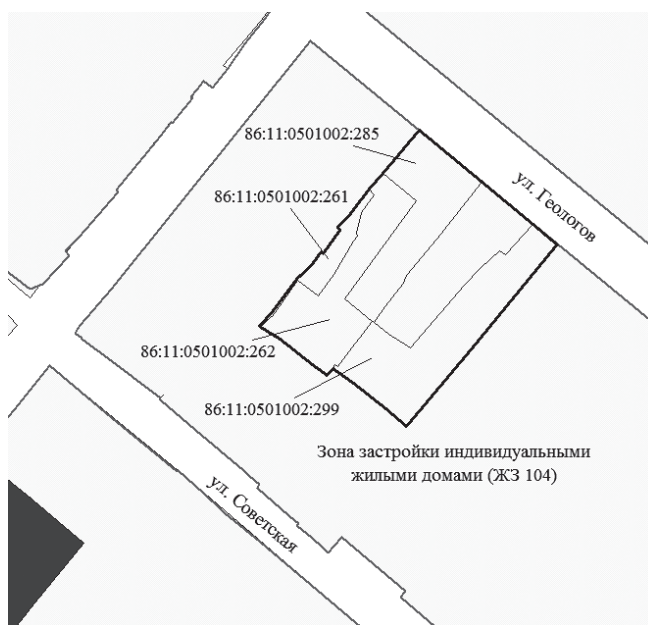 86:11:0501002:285
ул. Геологов
86:11:0501002:261
86:11:0501002:262
86:11:0501002:299
Зона застройки индивидуальными
жилыми домами (ЖЗ 104)
ул. Советская